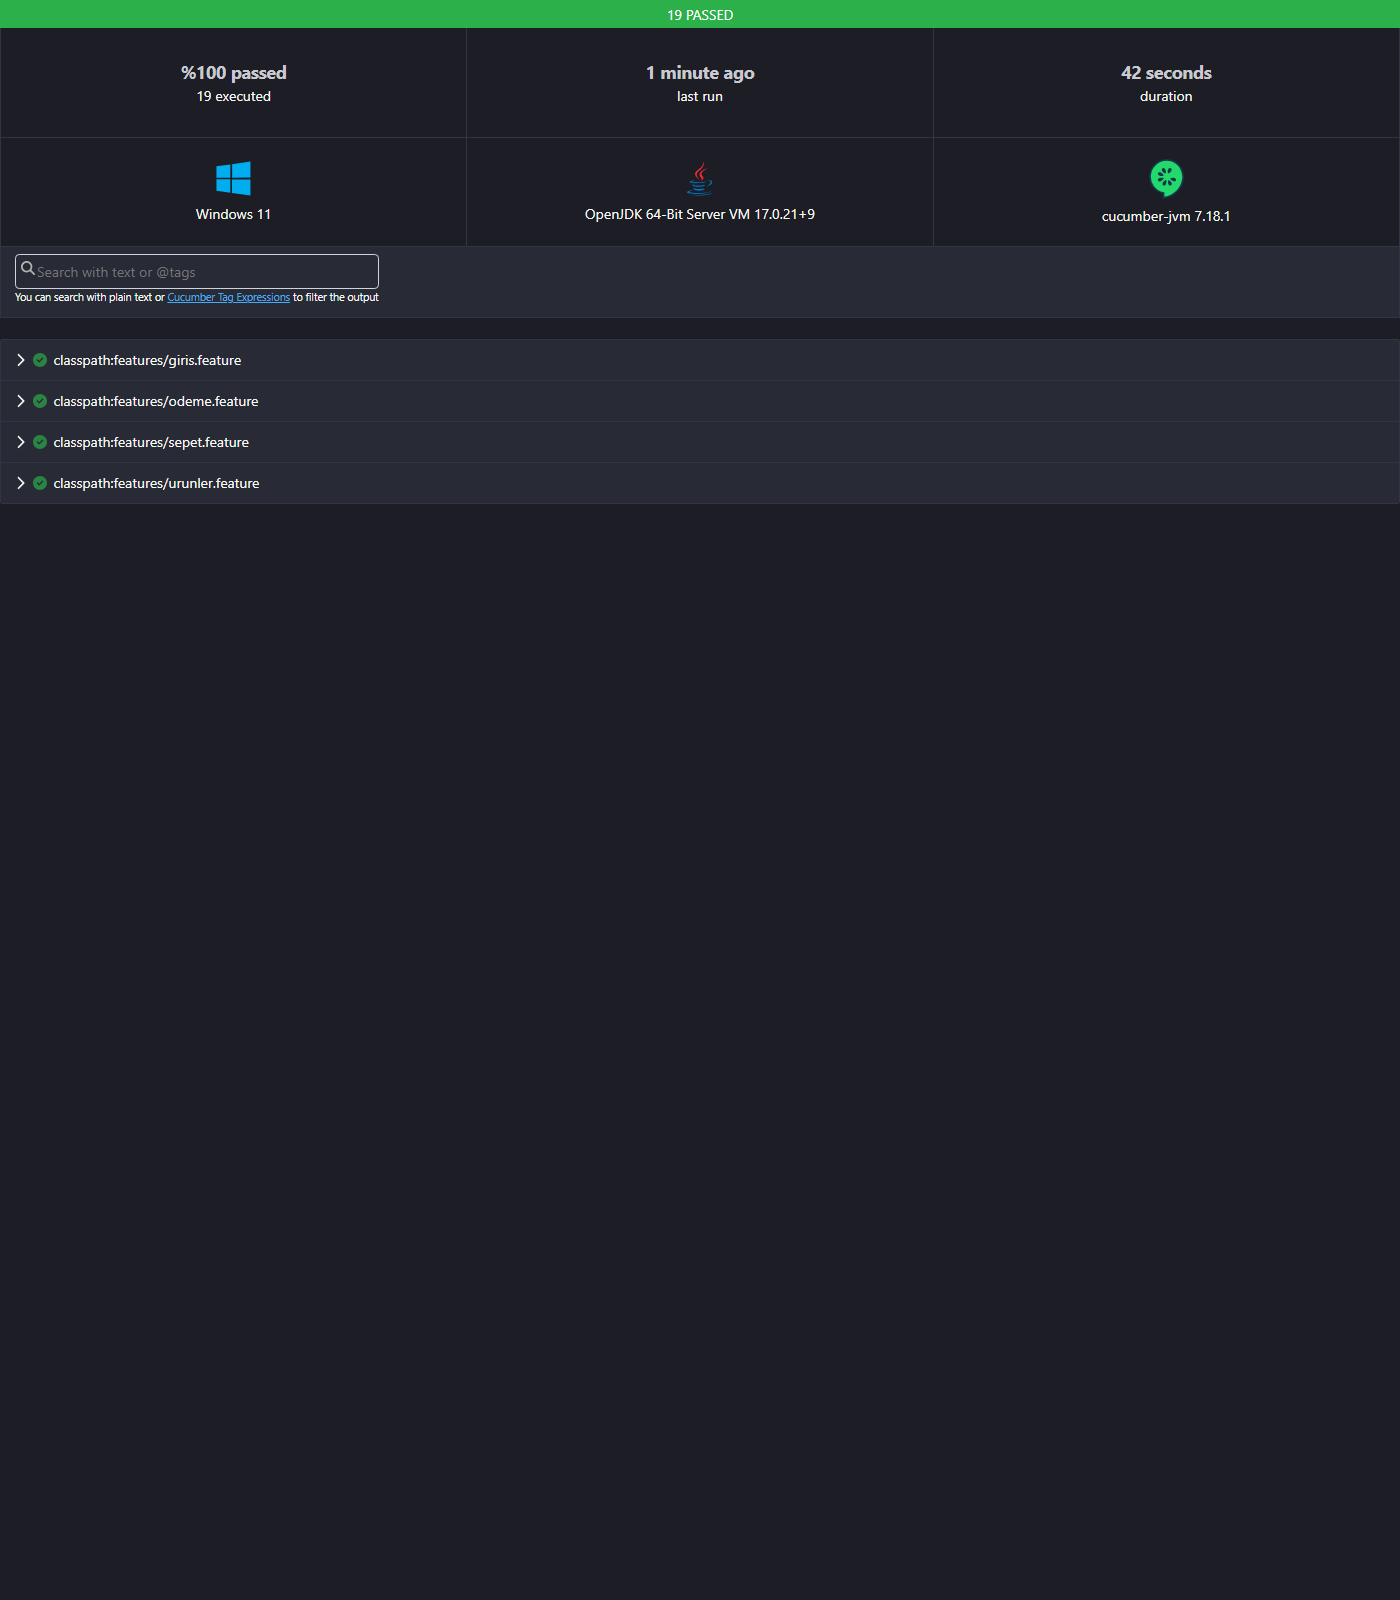 19 PASSED
%100 passed
19 executed
1 minute ago
last run
42 seconds
duration
Windows 11
OpenJDK 64-Bit Server VM 17.0.21+9
cucumber-jvm 7.18.1
Search with text or @tags
You can search with plain text or Cucumber Tag Expressions to filter the output
classpath:features/giris.feature
classpath:features/odeme.feature
classpath:features/sepet.feature
classpath:features/urunler.feature